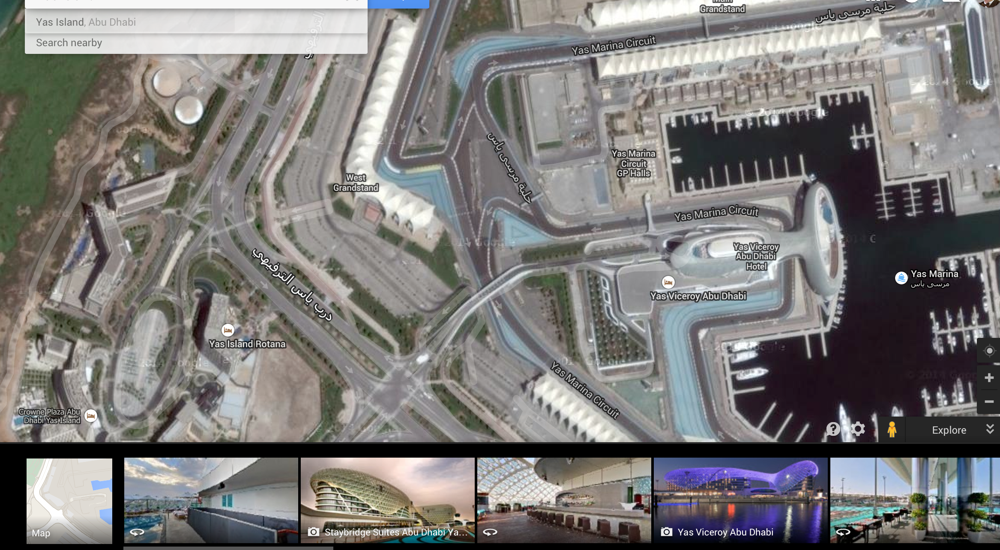 Yas Island, Abu Dhabi
Search nearby
Main
Grandstand
حلبة مرسى ياس
Yas Marina Circuit
الترفيهي
© 2014 Google
حلبة مرسى ياس
Yas Marina
Circuit
GP Halls
West
Grandstand
Yas Marina Circuit
Yas Viceroy
Abu Dhabi
Hotel
Yas Marina
مرسى ياس
Yas Viceroy Abu Dhabi
درب ياس الترفيهي
Yas Island Rotana
Yas Marina Circuit
Crowne Plaza Abu
Dhabi Yas Island
Explore
Map
Staybridge Suites Abu Dhabi Ya...
Yas Viceroy Abu Dhabi